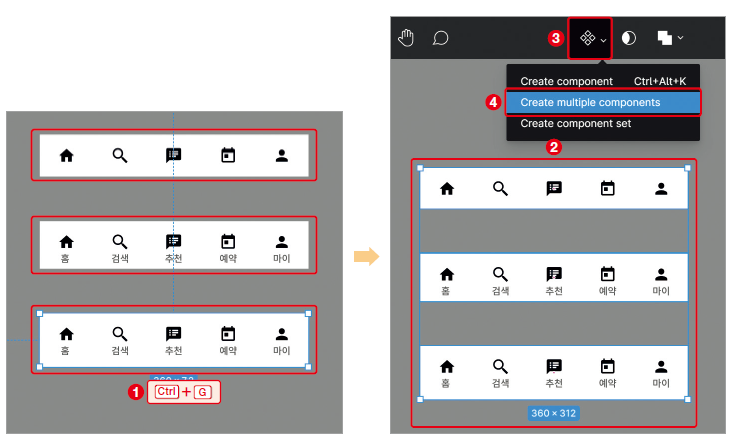 홈 검색 추천 예약 마이
홈 검색 추천 예약 마이
360 × 72
1 Ctrl + G
3
Create component Ctrl+Alt+K
4 Create multiple components
Create component set
2
홈 검색 추천 예약 마이
홈 검색 추천 예약 마이
360 × 312